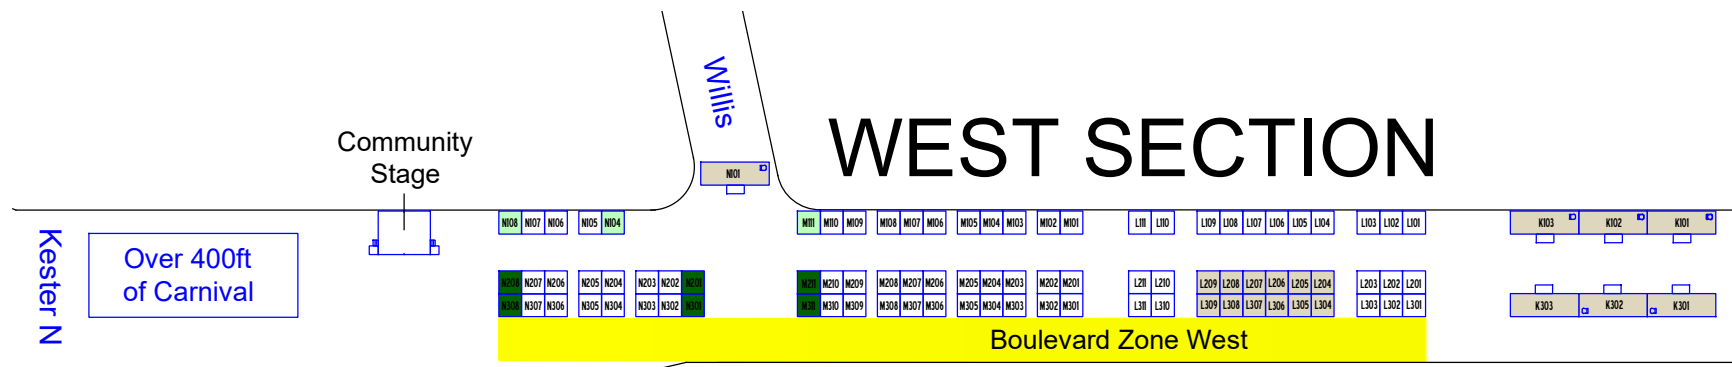 Willis
WEST SECTION
Community
Stage
N101
N108 N107 N106 N105 N104 M111 M110 M109 M108 M107 M106 M105 M104 M103 M102 M101 L111 L110 L109 L108 L107 L106 L105 L104 L103 L102 L101 K103 K102 K101
Kester N
Over 400ft
of Carnival
N208 N207 N206 N205 N204 N203 N202 N201 M211 M210 M209 M208 M207 M206 M205 M204 M203 M202 M201 L211 L210 L209 L208 L207 L206 L205 L204 L203 L202 L201
N308 N307 N306 N305 N304 N303 N302 N301 M311 M310 M309 M308 M307 M306 M305 M304 M303 M302 M301 L311 L310 L309 L308 L307 L306 L305 L304 L303 L302 L301 K303 K302 K301
Boulevard Zone West